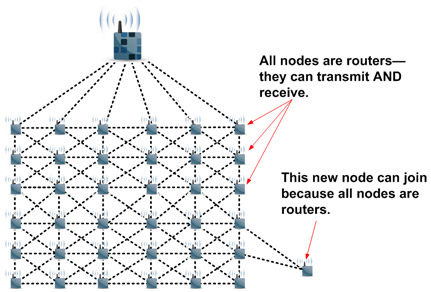 All nodes are routers—
they can transmit AND
receive.
This new node can join
because all nodes are
routers.